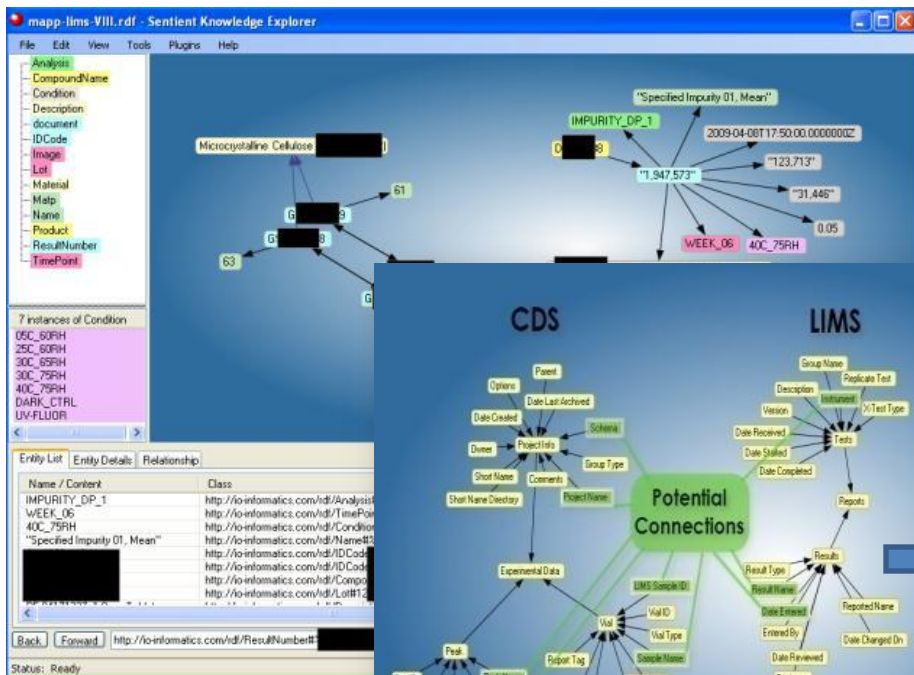 mapp-lims-VIII.rdf - Sentient Knowledge Explorer
File Edit View Tools Plugins Help
Analysis
CompoundName
Condition
Description
document
IDCode
Image
Lot
Material
Matp
Name
Product
ResultNumber
TimePoint
7 instances of Condition
05C_60RH
25C_60RH
30C_65RH
30C_75RH
40C_75RH
DARK_CTRL
UV-FLUOR
Microcrystalline Cellulose
61
63
"Specified Impurity 01, Mean"
IMPURITY_DP_1
2009-04-08T17:50:00.0000000Z
"1,947,573"
"123,713"
"31,446"
0.05
WEEK_06
40C_75RH
Entity List Entity Details Relationship
Name / Content Class
IMPURITY_DP_1 http://io-informatics.com/rdf/Analysis
WEEK_06 http://io-informatics.com/rdf/TimePoin
40C_75RH http://io-informatics.com/rdf/Condition
"Specified Impurity 01, Mean" http://io-informatics.com/rdf/Name#
http://io-informatics.com/rdf/IDCode
http://io-informatics.com/rdf/IDCode
http://io-informatics.com/rdf/Compo
http://io-informatics.com/rdf/Lot#12
Back Forward http://io-informatics.com/rdf/ResultNumber#
Status: Ready
CDS
Parent
Options
Date Last Archived
Date Created
Schema
Owner
Project Info
Group Type
Short Name
Comments
Short Name Directory
Project Name
Experimental Data
LIMS Sample ID
Vial ID
Vial
Vial Type
Peak
Report Tag
Sample Name
Potential
Connections
LIMS
Group Name
Replicate Test
Description
Instrument
X-Test Type
Version
Date Received
Tests
Date Started
Date Completed
Reports
Results
Result Type
Result Name
Date Entered
Reported Name
Entered By
Date Changed On
Date Reviewed